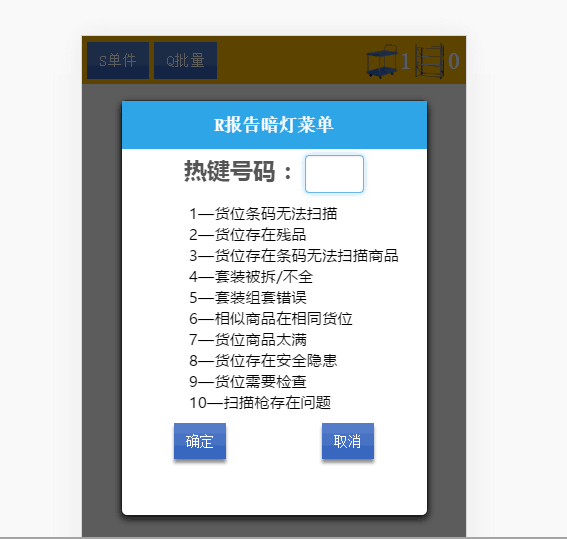 S单件 Q批量 1 0
R报告暗灯菜单
热键号码：
1—货位条码无法扫描
2—货位存在残品
3—货位存在条码无法扫描商品
4—套装被拆/不全
5—套装组套错误
6—相似商品在相同货位
7—货位商品太满
8—货位存在安全隐患
9—货位需要检查
10—扫描枪存在问题
确定 取消